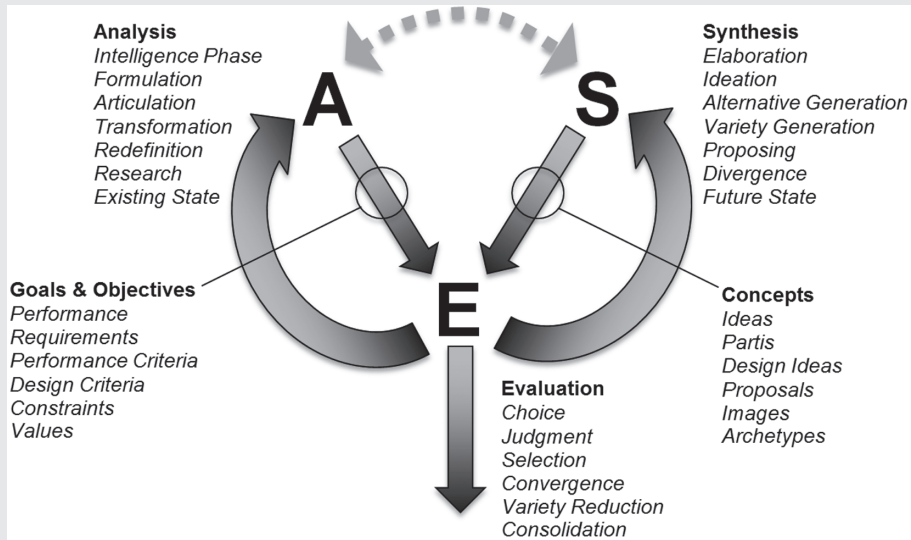 Analysis
Intelligence Phase
Formulation
Articulation
Transformation
Redefinition
Research
Existing State
A
S
Synthesis
Elaboration
Ideation
Alternative Generation
Variety Generation
Proposing
Divergence
Future State
Goals & Objectives
Performance
Requirements
Performance Criteria
Design Criteria
Constraints
Values
E
Evaluation
Choice
Judgment
Selection
Convergence
Variety Reduction
Consolidation
Concepts
Ideas
Partis
Design Ideas
Proposals
Images
Archetypes